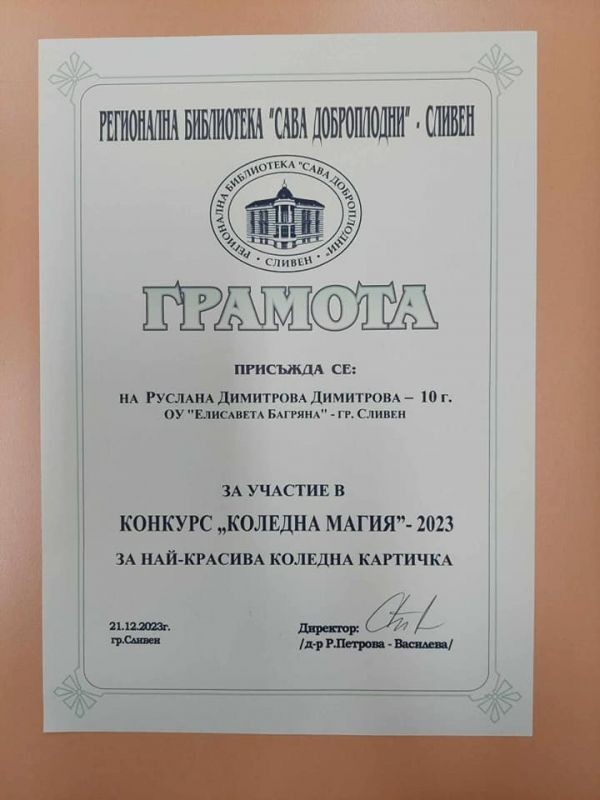 РЕГИОНАЛНА БИБЛИОТЕКА "САВА ДОБРОПЛОДНИ" - СЛИВЕН
РЕГИОНАЛНА БИБЛИОТЕКА "САВА ДОБРОПЛОДНИ"
• СЛИВЕН •
ГРАМОТА
ПРИСЪЖДА СЕ:
НА РУСЛАНА ДИМИТРОВА ДИМИТРОВА – 10 г.
ОУ "ЕЛИСАВЕТА БАГРЯНА" - ГР. СЛИВЕН
ЗА УЧАСТИЕ В
КОНКУРС „КОЛЕДНА МАГИЯ”- 2023
ЗА НАЙ-КРАСИВА КОЛЕДНА КАРТИЧКА
21.12.2023г.
гр.Сливен
Директор:
/д-р Р.Петрова - Василева/